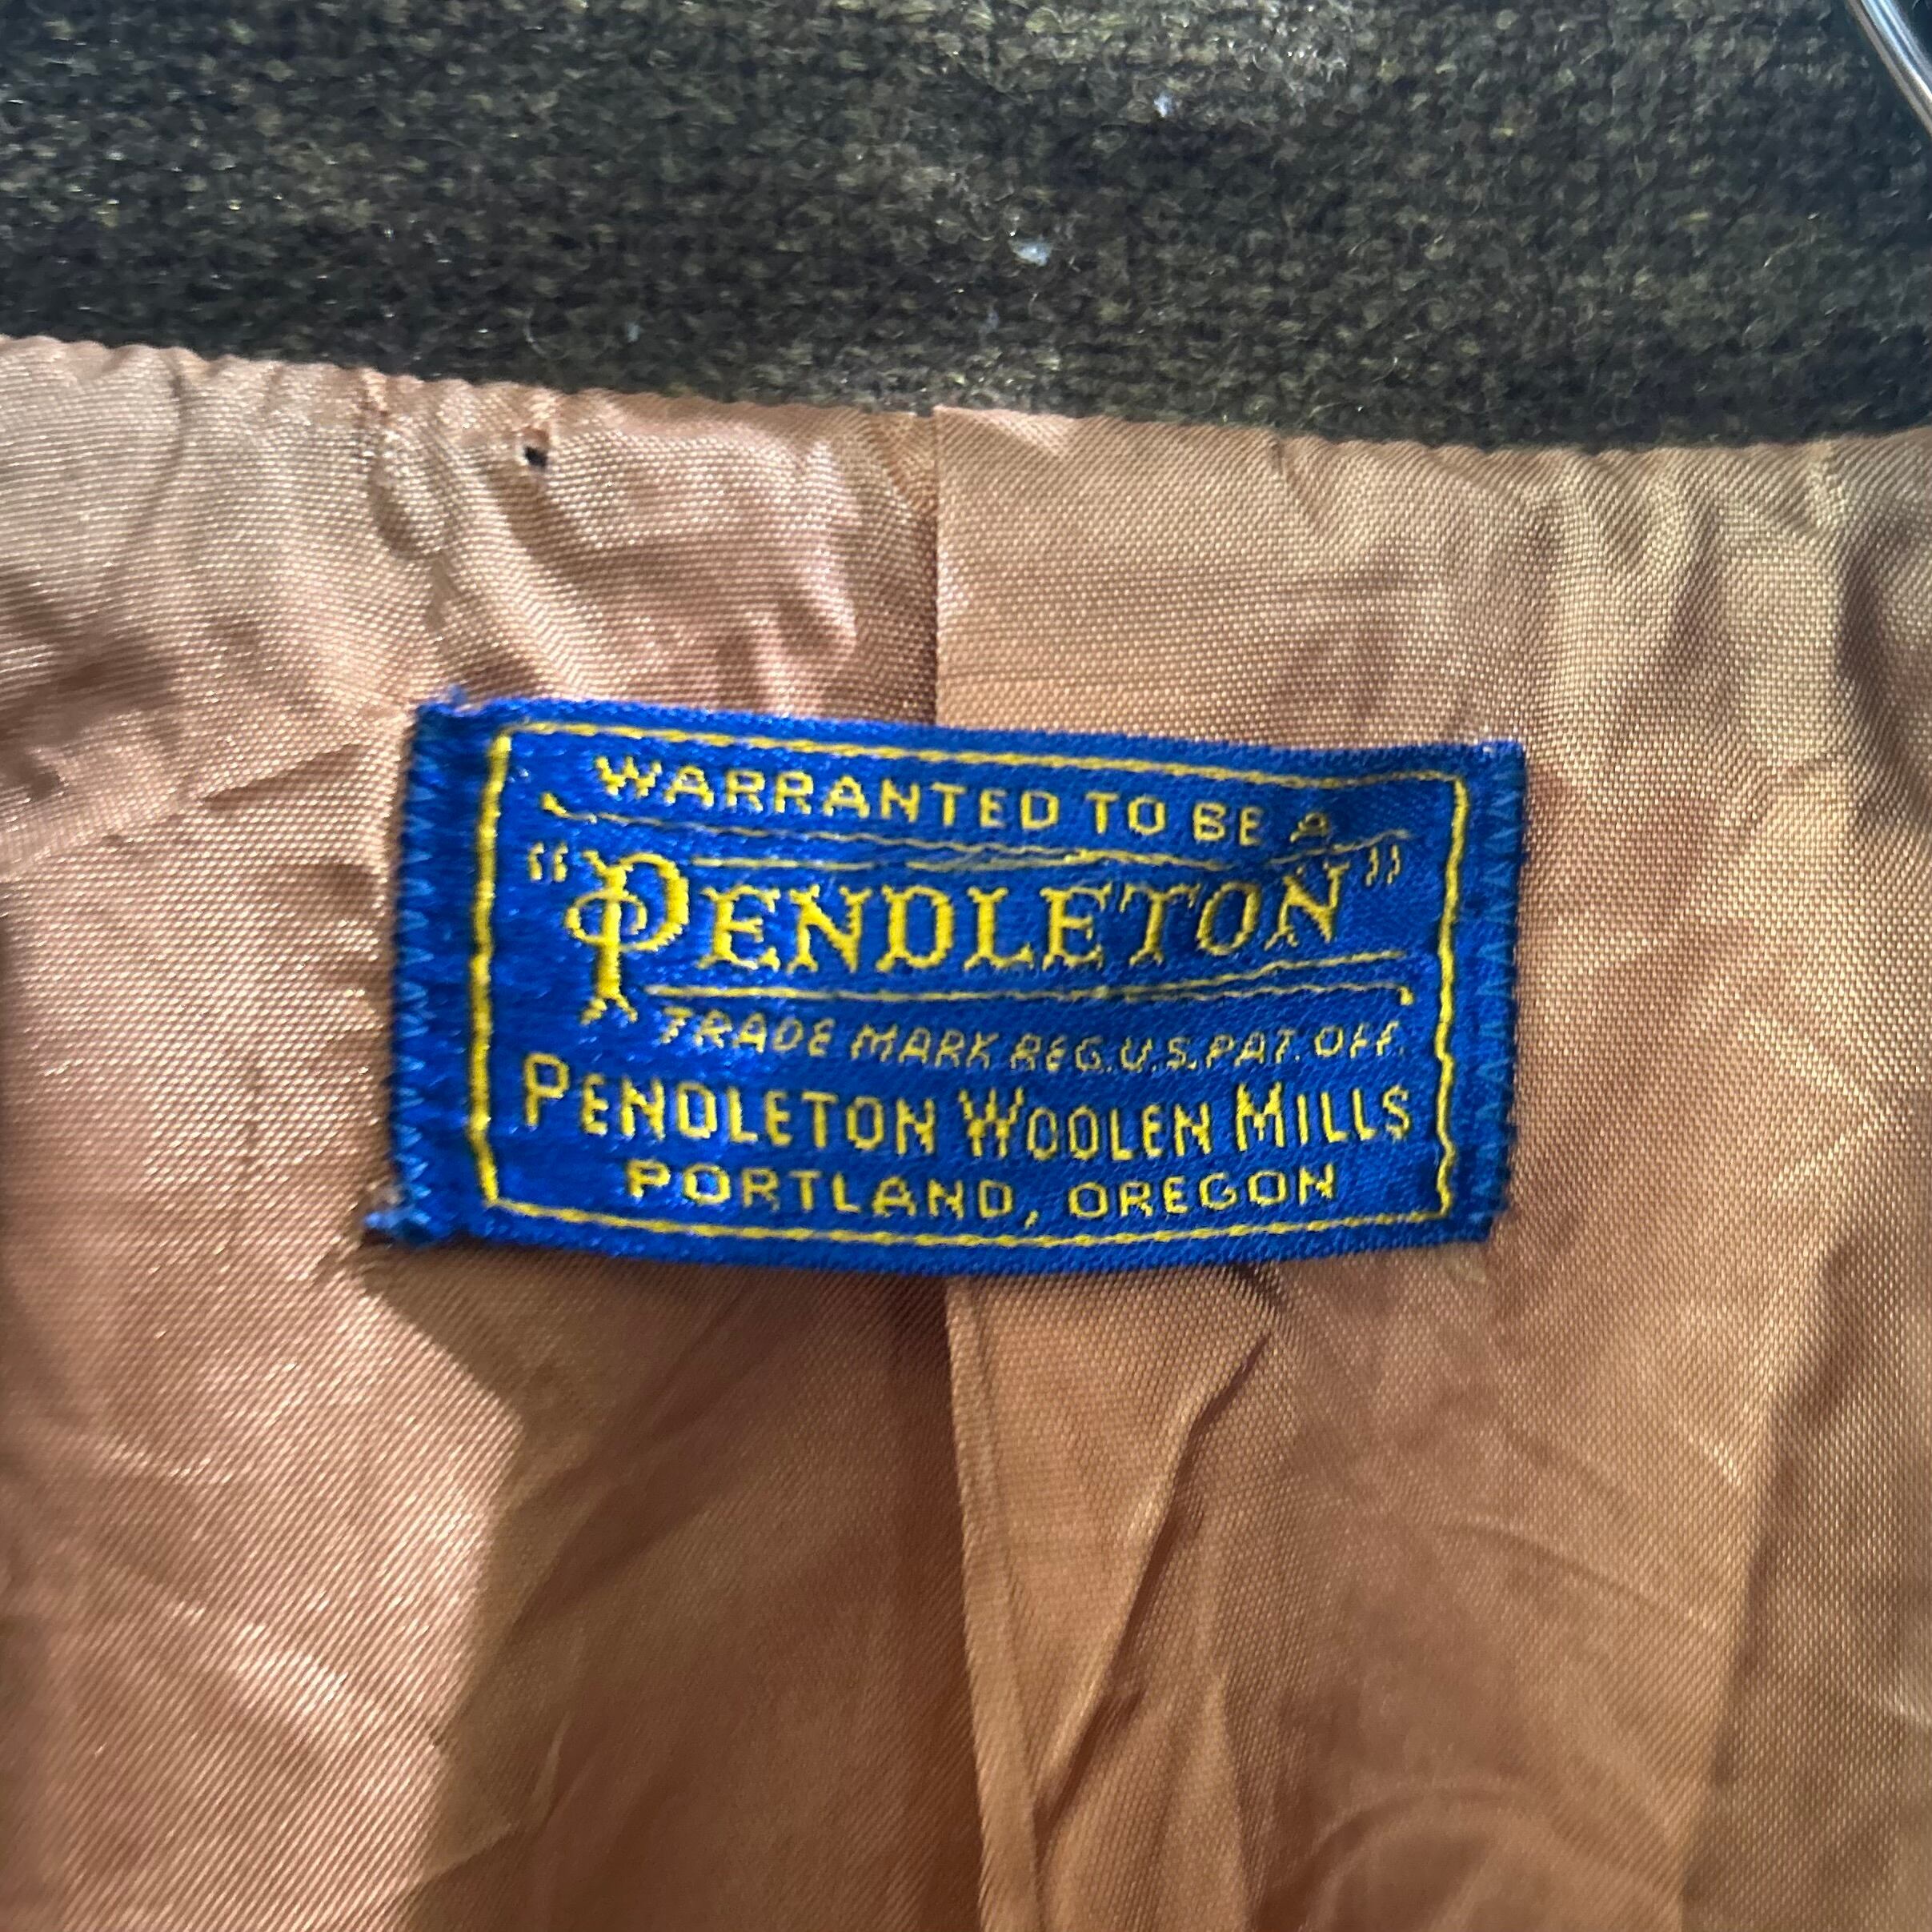 WARRANTED TO BE A
"PENDLETON"
TRADE MARK REG. U.S. PAT. OFF.
PENDLETON WOOLEN MILLS
PORTLAND, OREGON